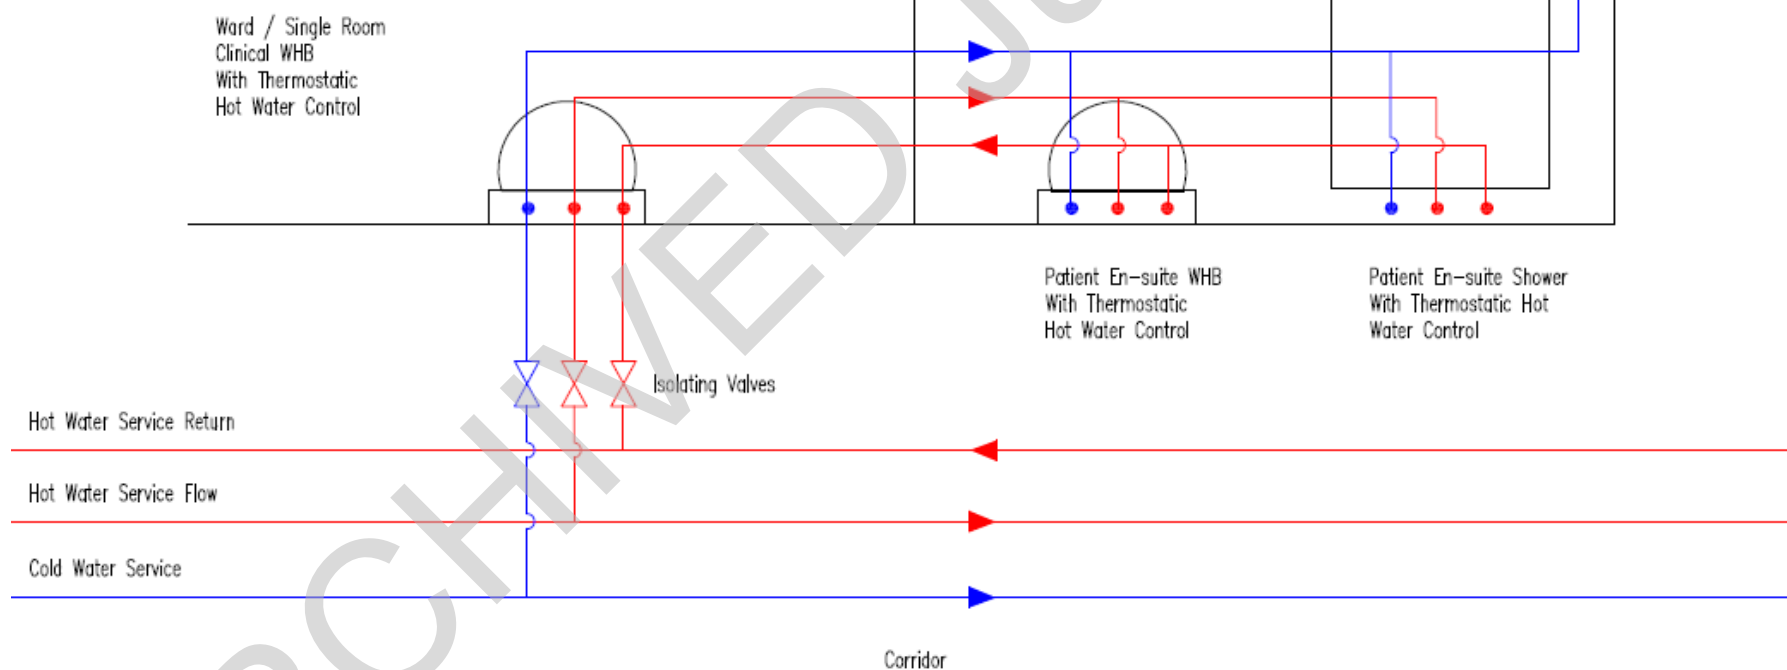 Ward / Single Room
Clinical WHB
With Thermostatic
Hot Water Control
Patient En-suite WHB
With Thermostatic
Hot Water Control
Patient En-suite Shower
With Thermostatic Hot
Water Control
Isolating Valves
Hot Water Service Return
Hot Water Service Flow
Cold Water Service
Corridor